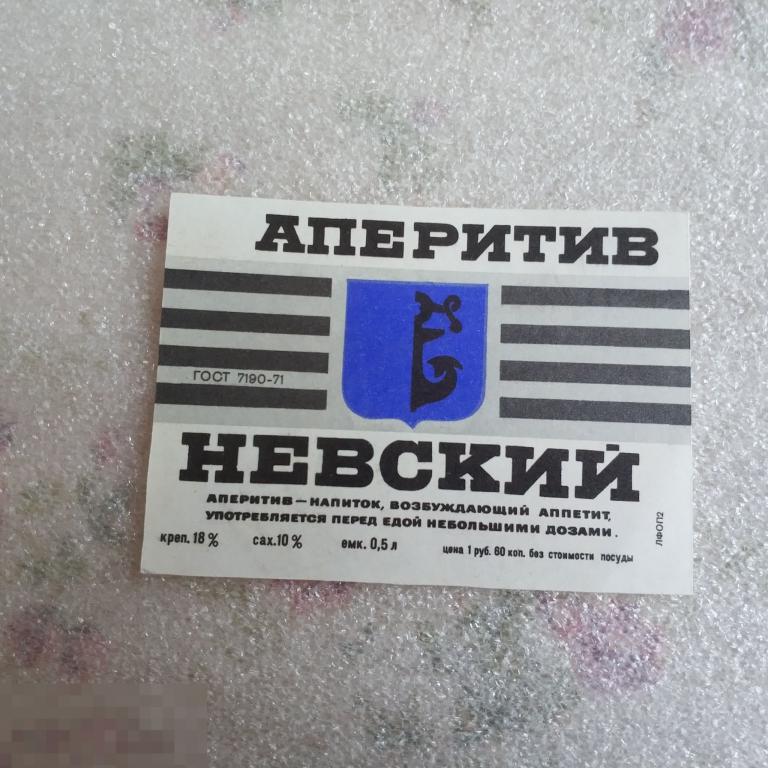 АПЕРИТИВ
ГОСТ 7190-71
НЕВСКИЙ
АПЕРИТИВ — НАПИТОК, ВОЗБУЖДАЮЩИЙ АППЕТИТ,
УПОТРЕБЛЯЕТСЯ ПЕРЕД ЕДОЙ НЕБОЛЬШИМИ ДОЗАМИ.
креп. 18 % сах. 10 % емк. 0,5 л цена 1 руб. 60 коп. без стоимости посуды
ЛФОП2